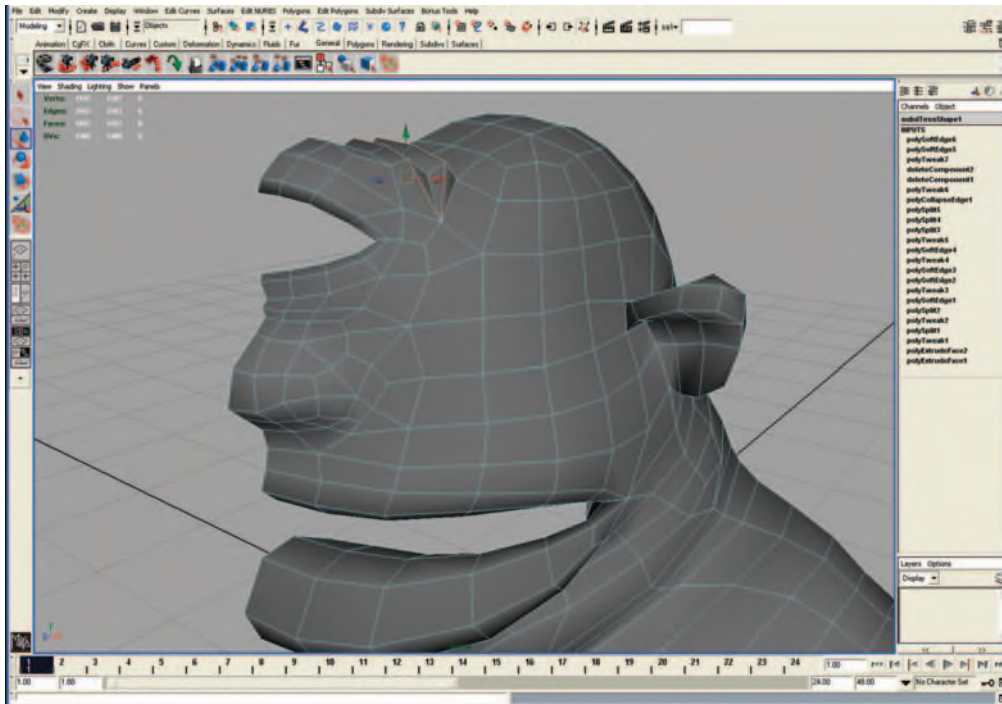 File Edit Modify Create Display Window Edit Curves Surfaces Edit NURBS Polygons Edit Polygons Subdiv Surfaces Bonus Tools Help
Modeling Objects sel
Animation CgFX Cloth Curves Custom Deformation Dynamics Fluids Fur General Polygons Rendering Subdiv Surfaces
View Shading Lighting Show Panels
Verts:
Edges:
Faces:
UVs:
Channels Object
subdTessShape1
INPUTS
polySoftEdge6
polySoftEdge5
polyTweak7
deleteComponent2
deleteComponent1
polyTweak6
polyCollapseEdge1
polySplit5
polySplit4
polySplit3
polyTweak5
polySoftEdge4
polyTweak4
polySoftEdge3
polySoftEdge2
polyTweak3
polySoftEdge1
polySplit2
polyTweak2
polySplit1
polyTweak1
polyExtrudeFace2
polyExtrudeFace1
Layers Options
Display
Y
1 2 3 4 5 6 7 8 9 10 11 12 13 14 15 16 17 18 19 20 21 22 23 24 1.00
1.00 1.00 24.00 48.00 No Character Set